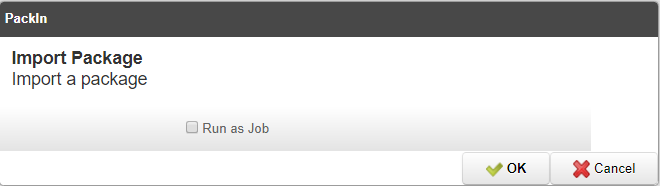 PackIn
Import Package
Import a package
Run as Job
OK
Cancel